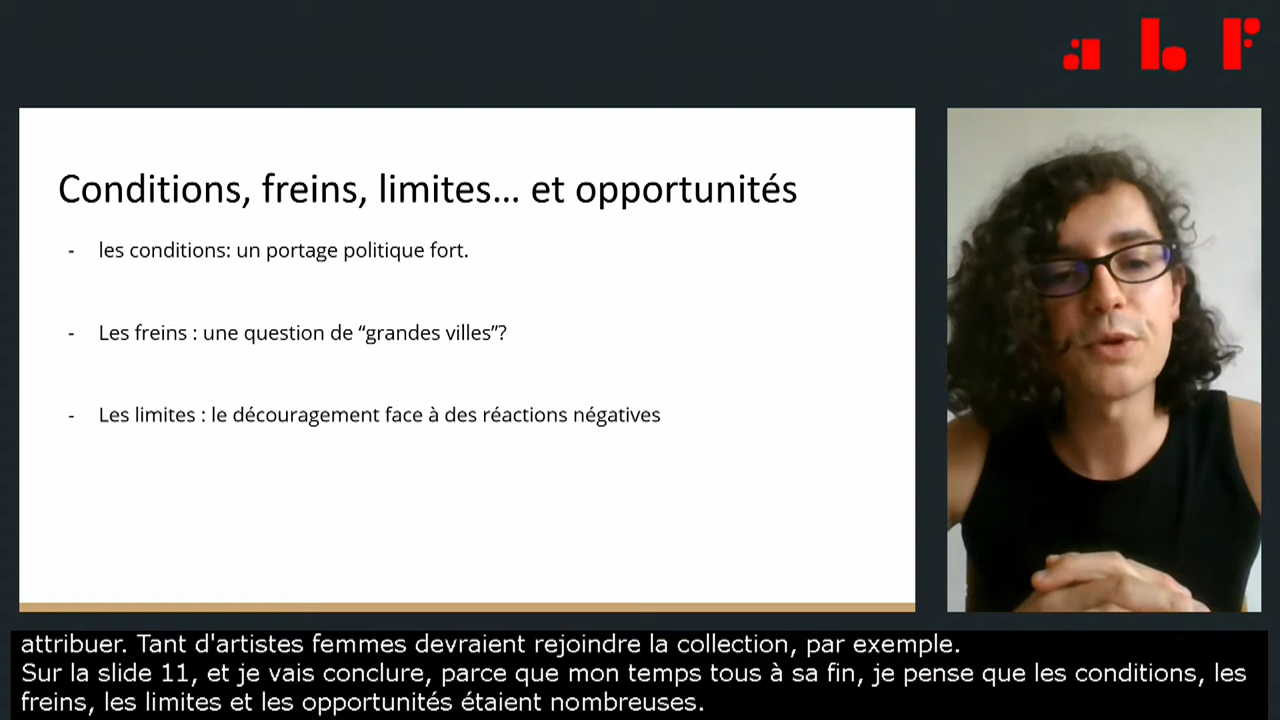 abf
Conditions, freins, limites... et opportunités
- les conditions: un portage politique fort.
- Les freins : une question de “grandes villes”?
- Les limites : le découragement face à des réactions négatives
attribuer. Tant d'artistes femmes devraient rejoindre la collection, par exemple.
Sur la slide 11, et je vais conclure, parce que mon temps tous à sa fin, je pense que les conditions, les
freins, les limites et les opportunités étaient nombreuses.